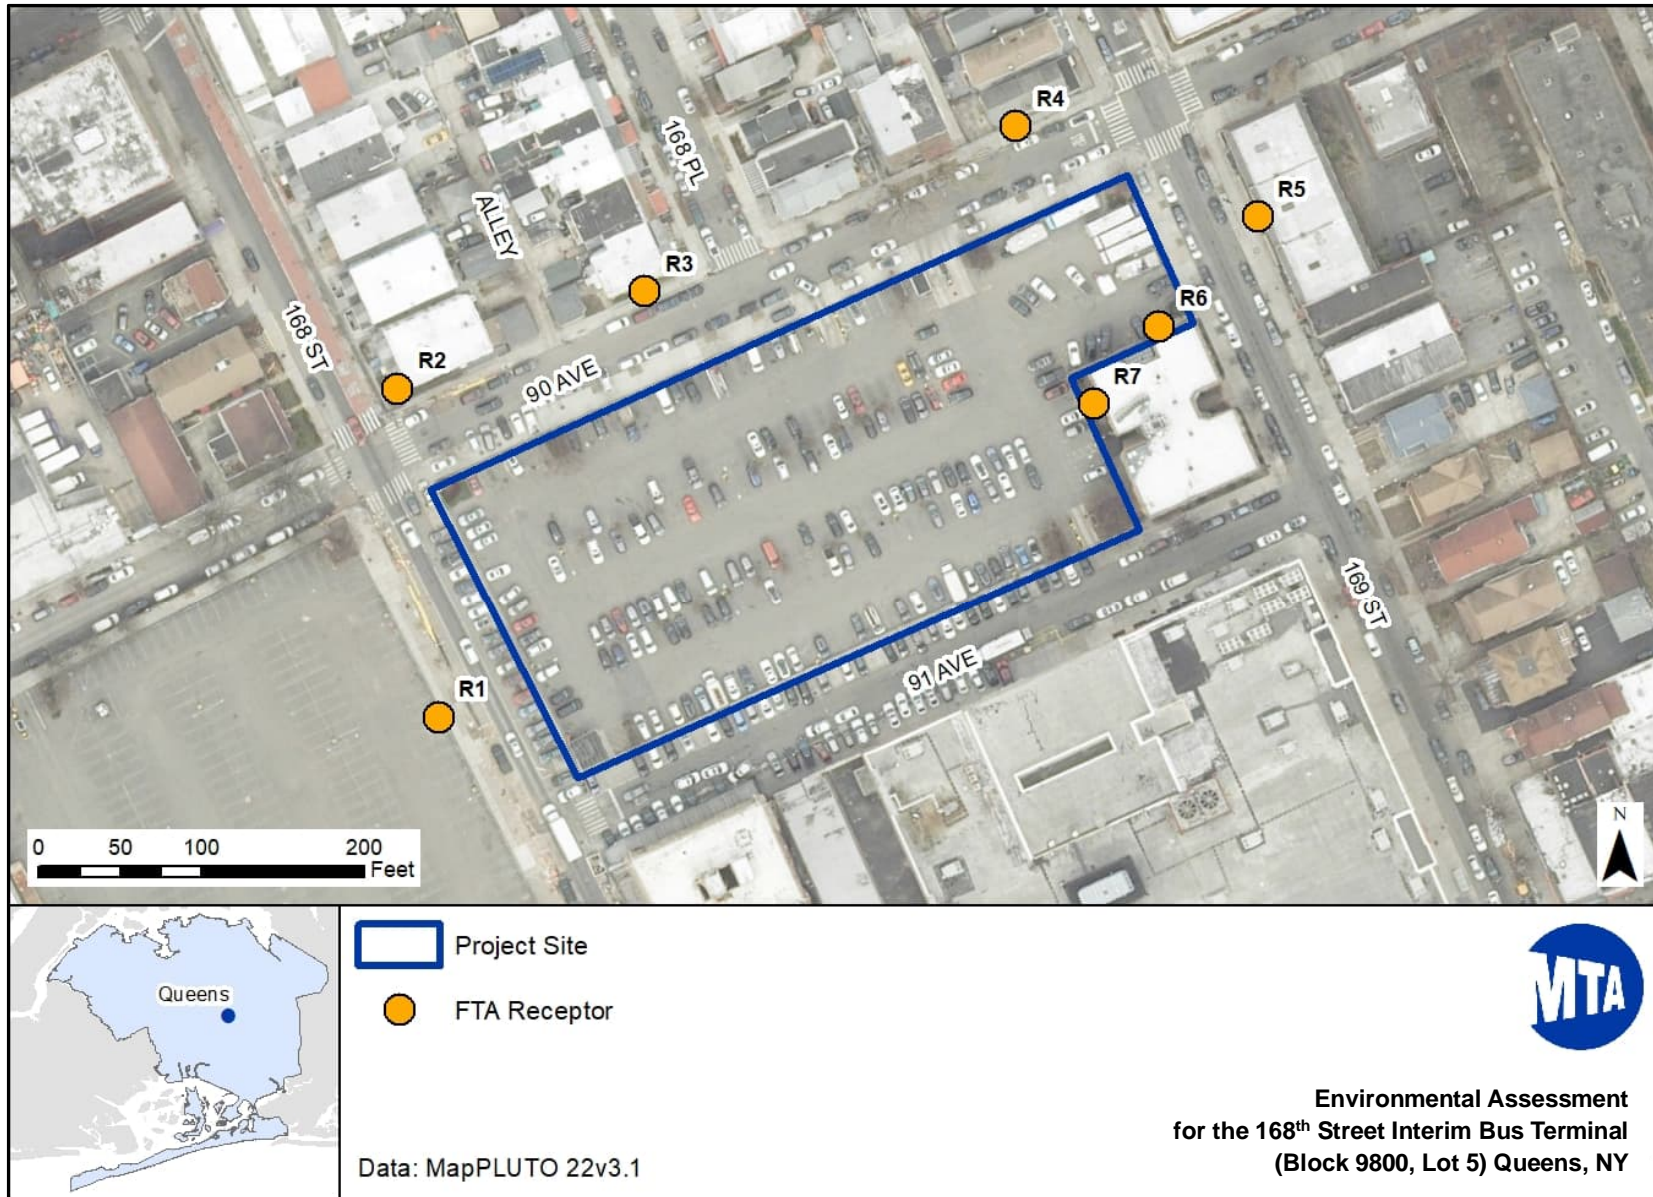 R4
168 PL
R5
ALLEY
R3
R6
168 ST
R2
90 AVE
R7
169 ST
91 AVE
R1
N
0 50 100 200
Feet
Queens
Project Site
FTA Receptor
MTA
Environmental Assessment
for the 168th Street Interim Bus Terminal
(Block 9800, Lot 5) Queens, NY
Data: MapPLUTO 22v3.1